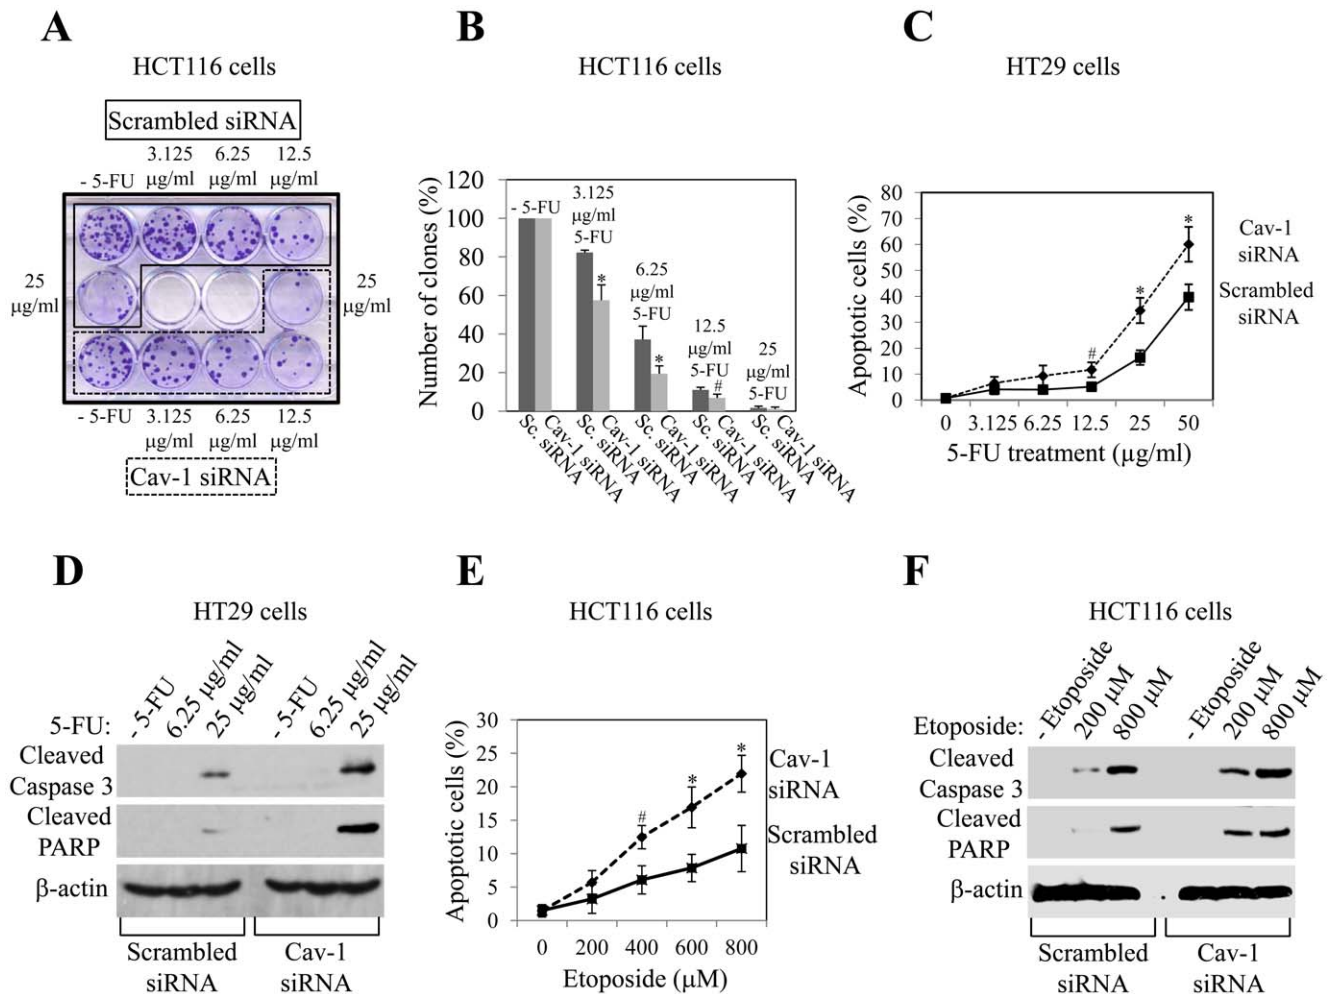 A
HCT116 cells
Scrambled siRNA
- 5-FU
3.125
µg/ml
6.25
µg/ml
12.5
µg/ml
25
µg/ml
25
µg/ml
- 5-FU
3.125
µg/ml
6.25
µg/ml
12.5
µg/ml
Cav-1 siRNA
B
HCT116 cells
Number of clones (%)
120
100
80
60
40
20
0
- 5-FU
3.125
µg/ml
5-FU
*
6.25
µg/ml
5-FU
*
12.5
µg/ml
5-FU
#
25
µg/ml
5-FU
Sc. siRNA
Cav-1 siRNA
Sc. siRNA
Cav-1 siRNA
Sc. siRNA
Cav-1 siRNA
Sc. siRNA
Cav-1 siRNA
Sc. siRNA
Cav-1 siRNA
C
HT29 cells
Apoptotic cells (%)
80
70
60
50
40
30
20
10
0
#
*
*
Cav-1
siRNA
Scrambled
siRNA
0 3.125 6.25 12.5 25 50
5-FU treatment (µg/ml)
D
HT29 cells
5-FU:
- 5-FU
6.25 µg/ml
25 µg/ml
- 5-FU
6.25 µg/ml
25 µg/ml
Cleaved
Caspase 3
Cleaved
PARP
β-actin
Scrambled
siRNA
Cav-1
siRNA
E
HCT116 cells
Apoptotic cells (%)
30
25
20
15
10
5
0
#
*
*
Cav-1
siRNA
Scrambled
siRNA
0 200 400 600 800
Etoposide (µM)
F
HCT116 cells
Etoposide:
- Etoposide
200 µM
800 µM
- Etoposide
200 µM
800 µM
Cleaved
Caspase 3
Cleaved
PARP
β-actin
Scrambled
siRNA
Cav-1
siRNA